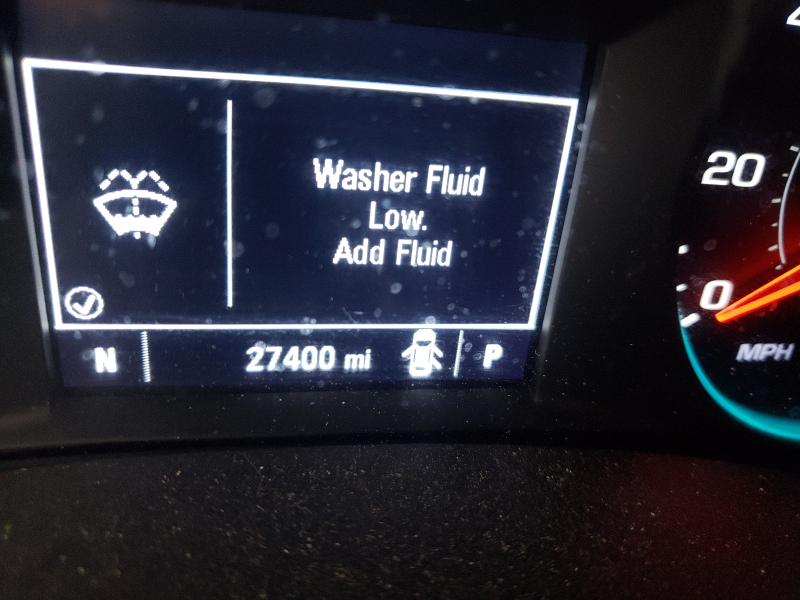 Washer Fluid
Low.
Add Fluid
N 27400 mi P
20
0
MPH